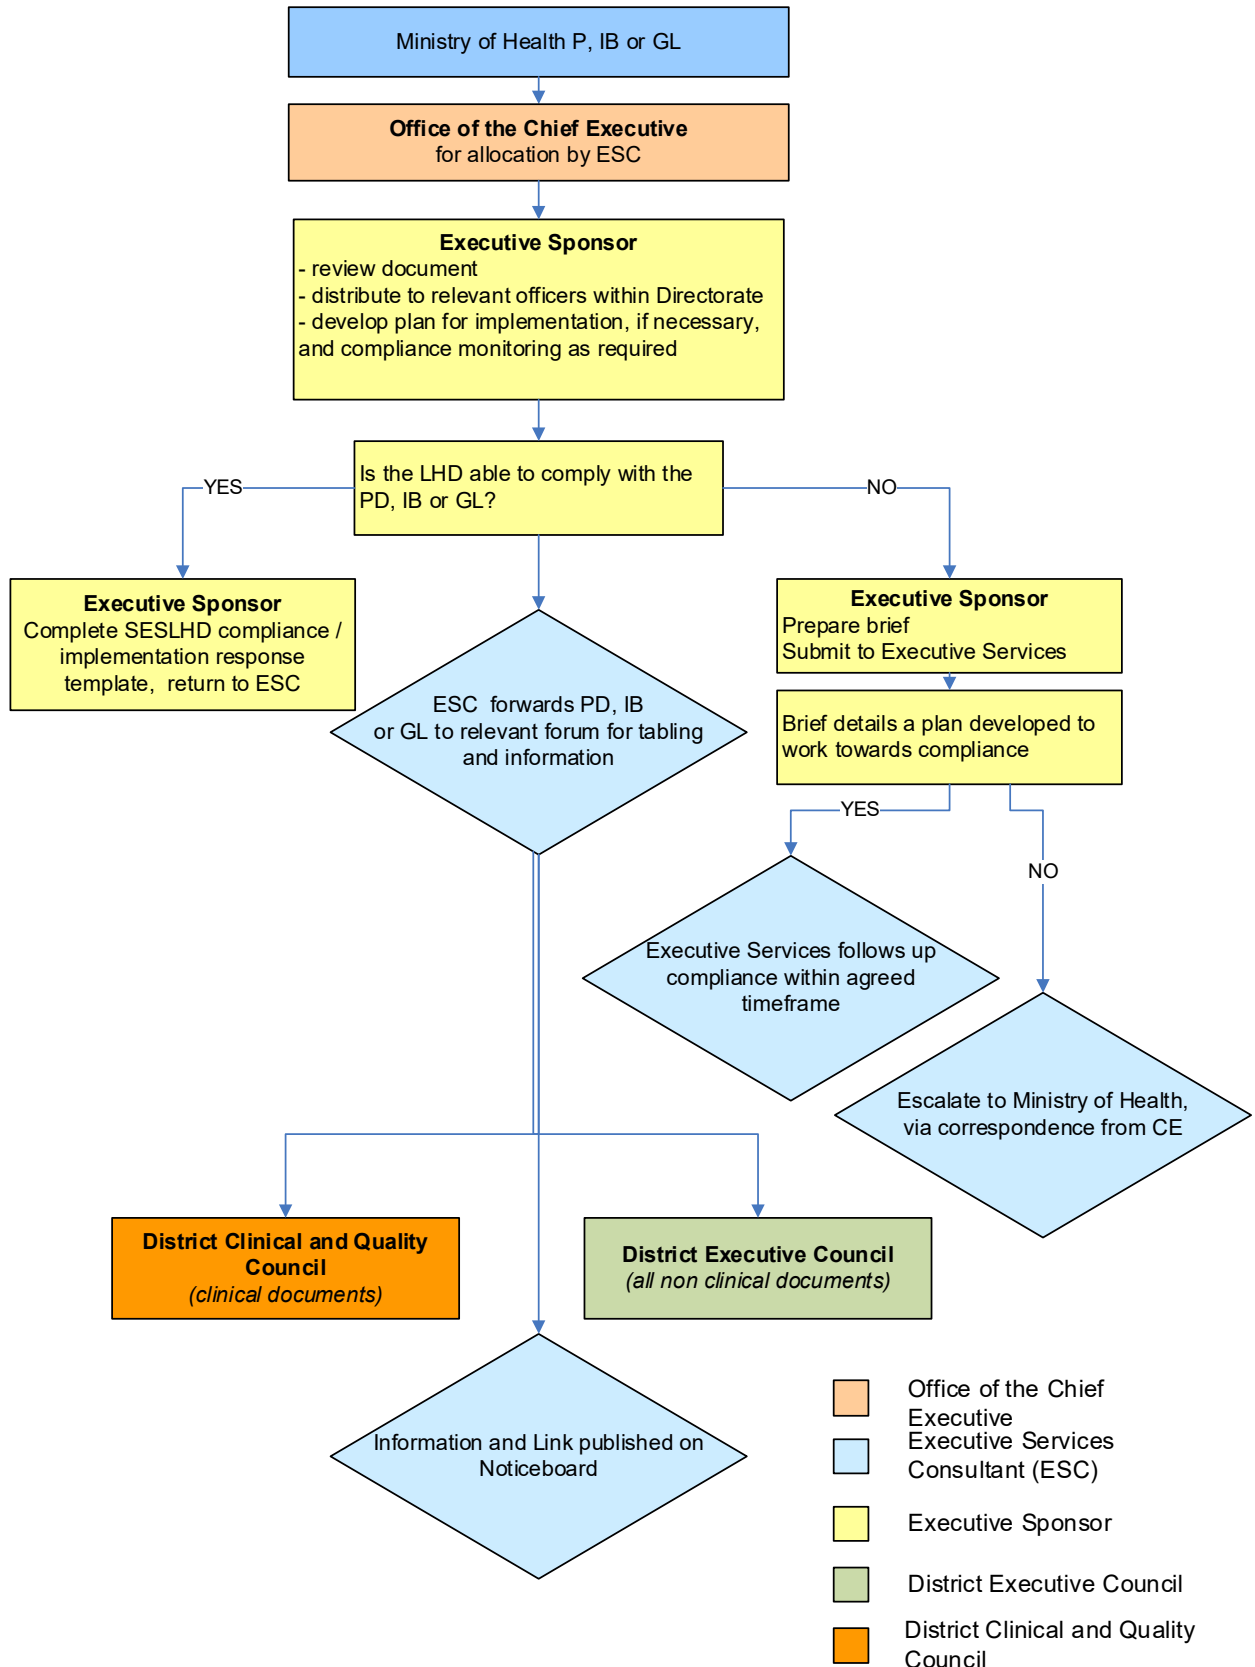 Ministry of Health P, IB or GL
Office of the Chief Executive
for allocation by ESC
Executive Sponsor
- review document
- distribute to relevant officers within Directorate
- develop plan for implementation, if necessary,
and compliance monitoring as required
Is the LHD able to comply with the
PD, IB or GL?
YES
NO
Executive Sponsor
Complete SESLHD compliance /
implementation response
template, return to ESC
ESC forwards PD, IB
or GL to relevant forum for tabling
and information
Executive Sponsor
Prepare brief
Submit to Executive Services
Brief details a plan developed to
work towards compliance
YES
NO
Executive Services follows up
compliance within agreed
timeframe
Escalate to Ministry of Health,
via correspondence from CE
District Clinical and Quality
Council
(clinical documents)
District Executive Council
(all non clinical documents)
Information and Link published on
Noticeboard
Office of the Chief
Executive
Executive Services
Consultant (ESC)
Executive Sponsor
District Executive Council
District Clinical and Quality
Council